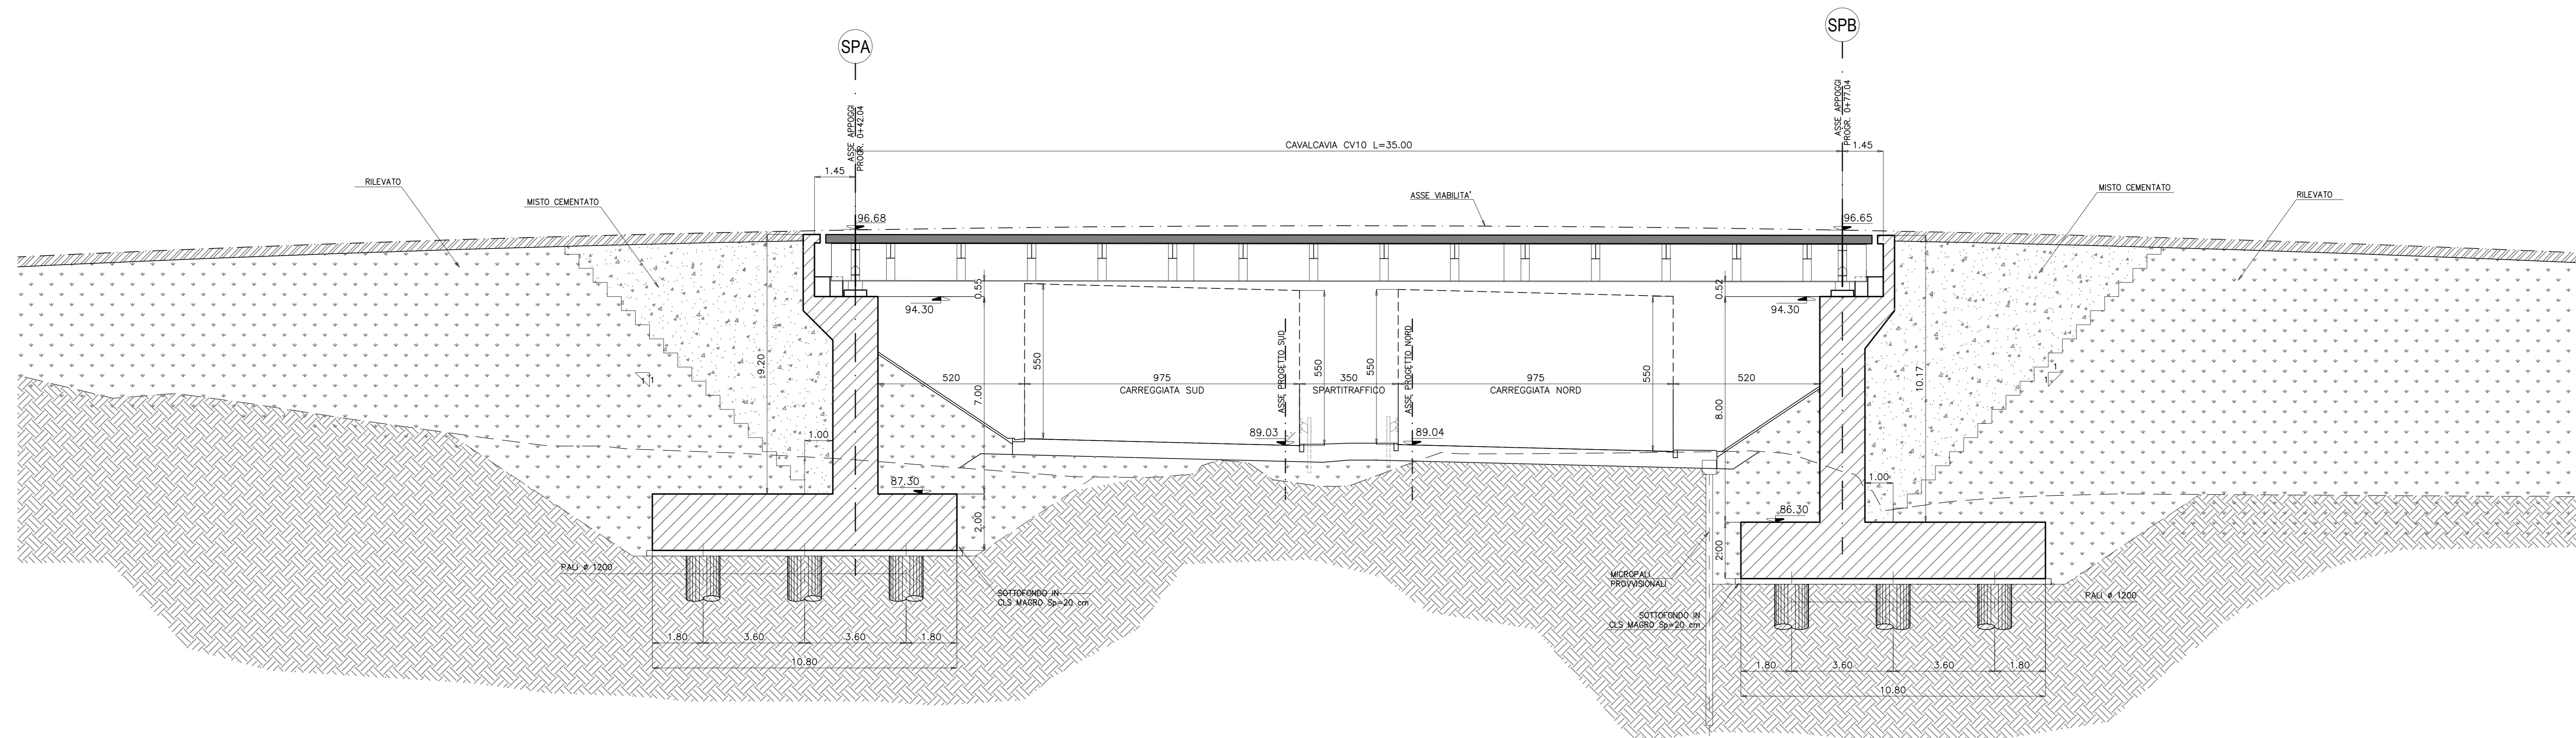 SPA
SPB
ASSE APPOGGI
PROGR. 0+42.04
ASSE APPOGGI
PROGR. 0+77.04
CAVALCAVIA CV10 L=35.00
1.45
1.45
RILEVATO
MISTO CEMENTATO
ASSE VIABILITA'
MISTO CEMENTATO
RILEVATO
96.68
96.65
0.55
0.52
94.30
94.30
9.20
7.00
550
550
550
550
8.00
10.17
ASSE PROGETTO SUD
ASSE PROGETTO NORD
520
975
350
975
520
CARREGGIATA SUD
SPARTITRAFFICO
CARREGGIATA NORD
1
1
1
1
1.00
89.03
89.04
1.00
87.30
86.30
2.00
2.00
PALI ø 1200
SOTTOFONDO IN
CLS MAGRO Sp=20 cm
MICROPALI
PROVVISIONALI
PALI ø 1200
SOTTOFONDO IN
CLS MAGRO Sp=20 cm
1.80
3.60
3.60
1.80
10.80
1.80
3.60
3.60
1.80
10.80